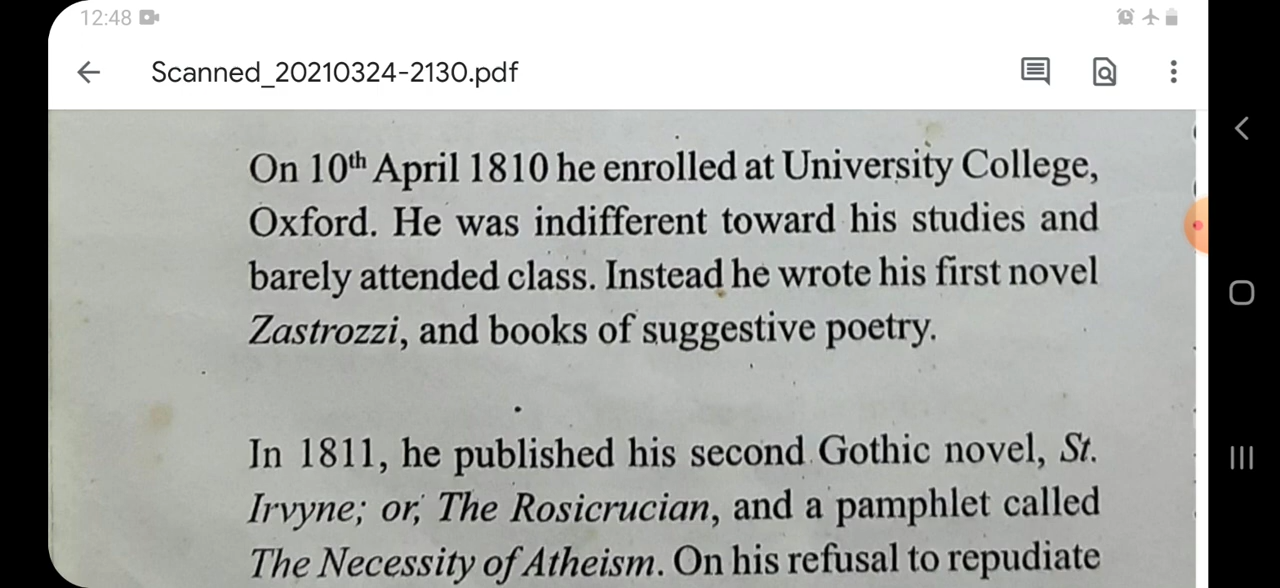 12:48
Scanned_20210324-2130.pdf
On 10th April 1810 he enrolled at University College,
Oxford. He was indifferent toward his studies and
barely attended class. Instead he wrote his first novel
Zastrozzi, and books of suggestive poetry.
In 1811, he published his second Gothic novel, St.
Irvyne; or, The Rosicrucian, and a pamphlet called
The Necessity of Atheism. On his refusal to repudiate